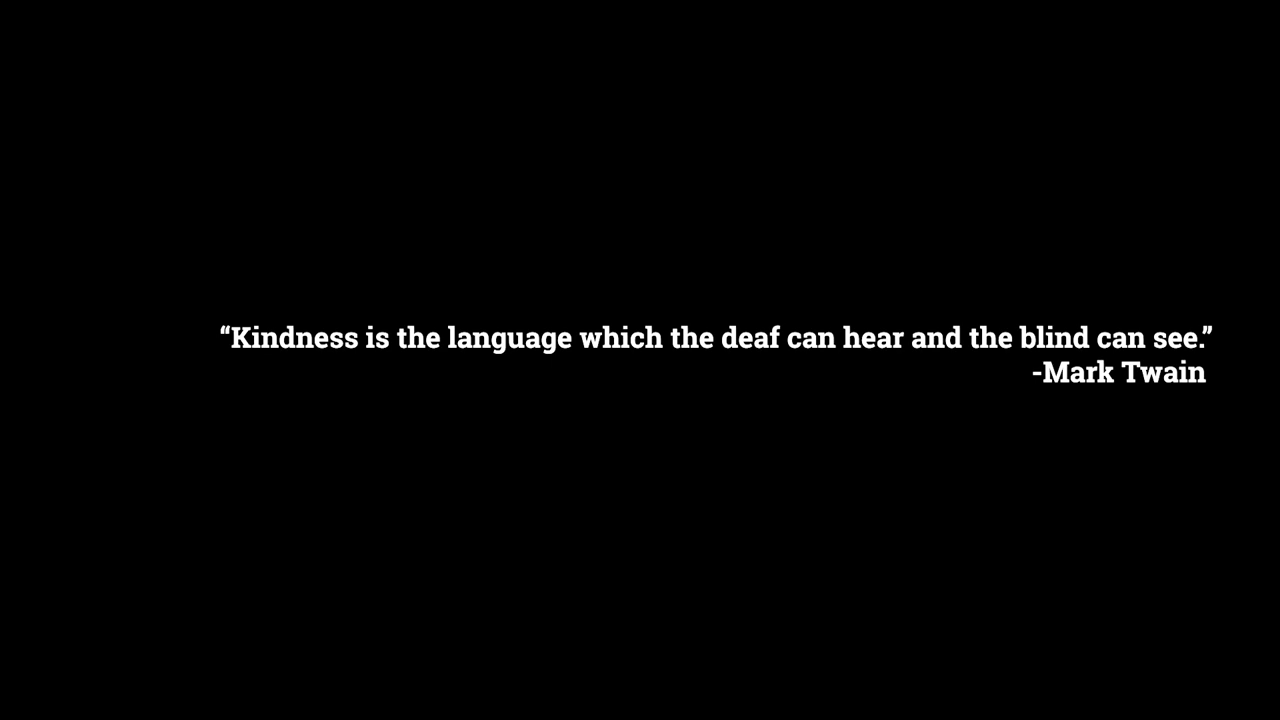 “Kindness is the language which the deaf can hear and the blind can see.”
-Mark Twain